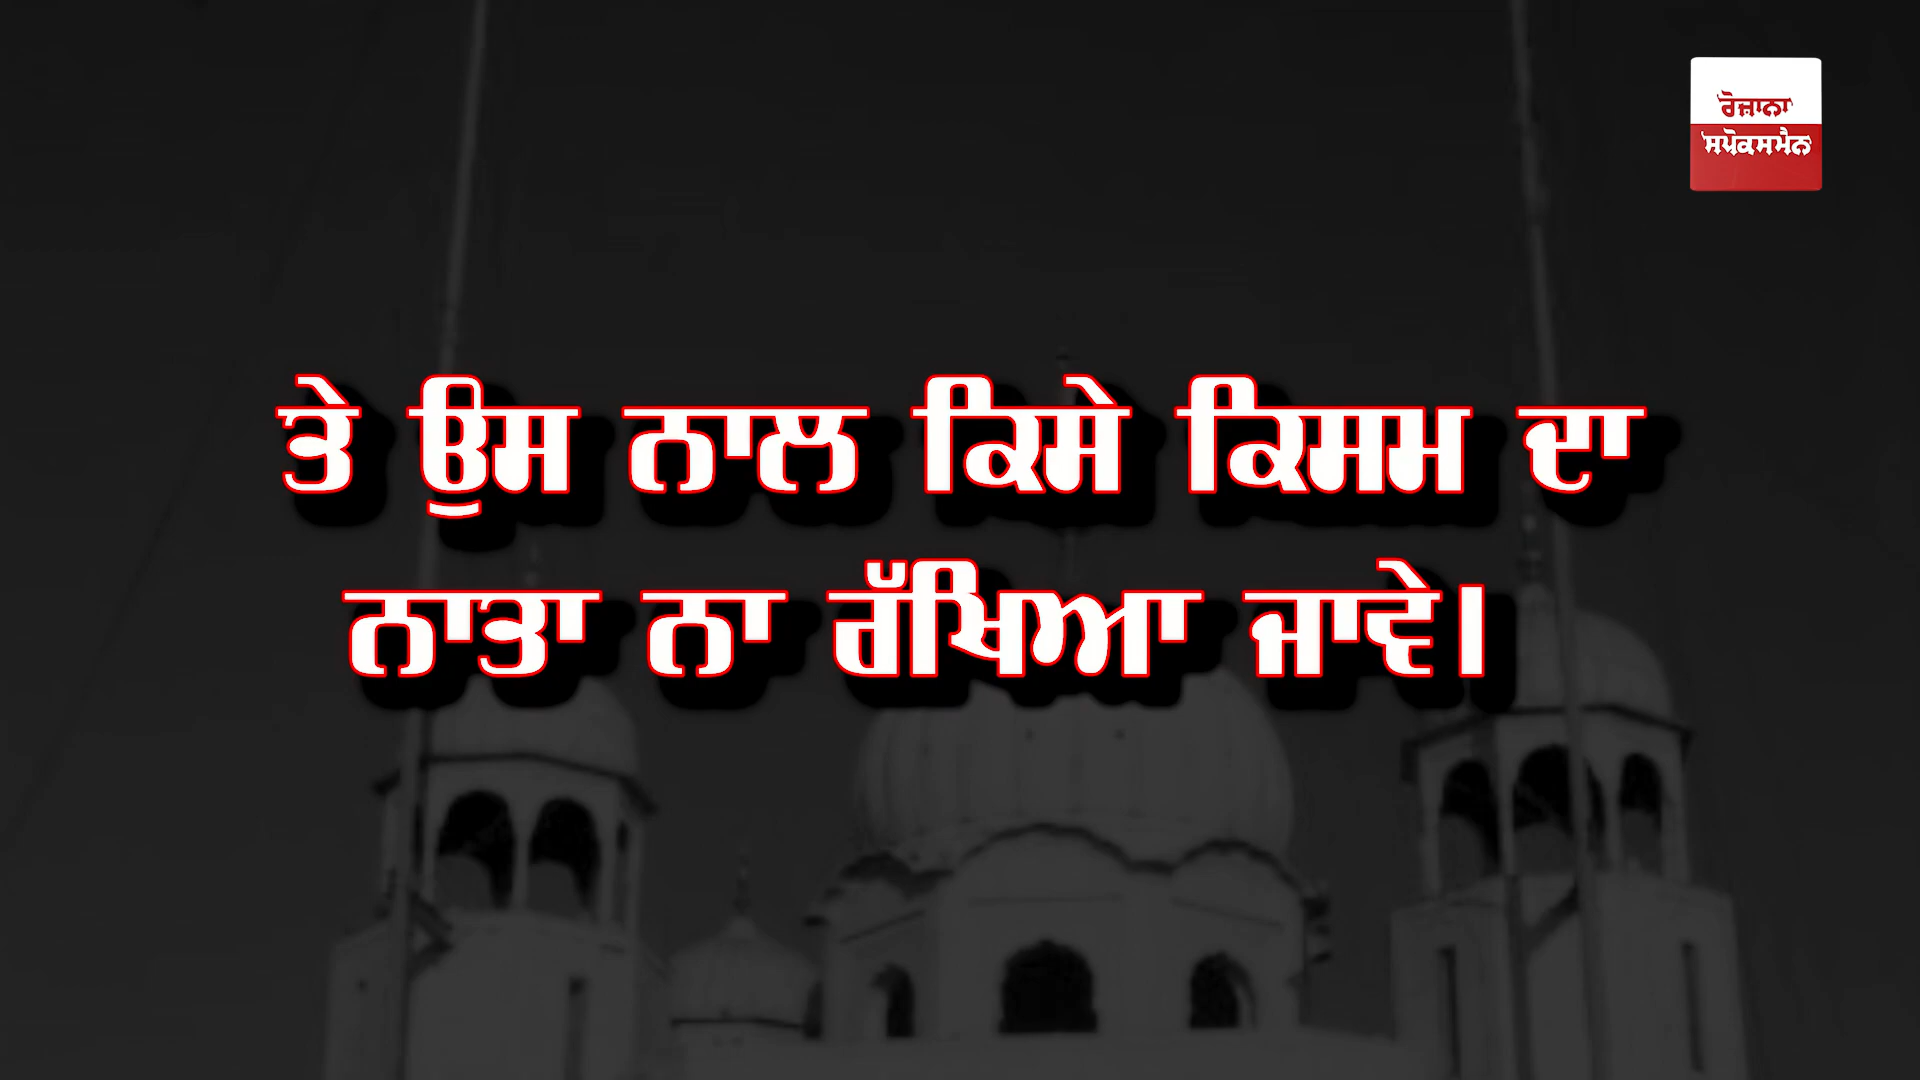 ਰੋਜ਼ਾਨਾ
ਸਪੋਕਸਮੈਨ
ਤੇ ਉਸ ਨਾਲ ਕਿਸੇ ਕਿਸਮ ਦਾ
ਨਾਤਾ ਨਾ ਰੱਖਿਆ ਜਾਵੇ।